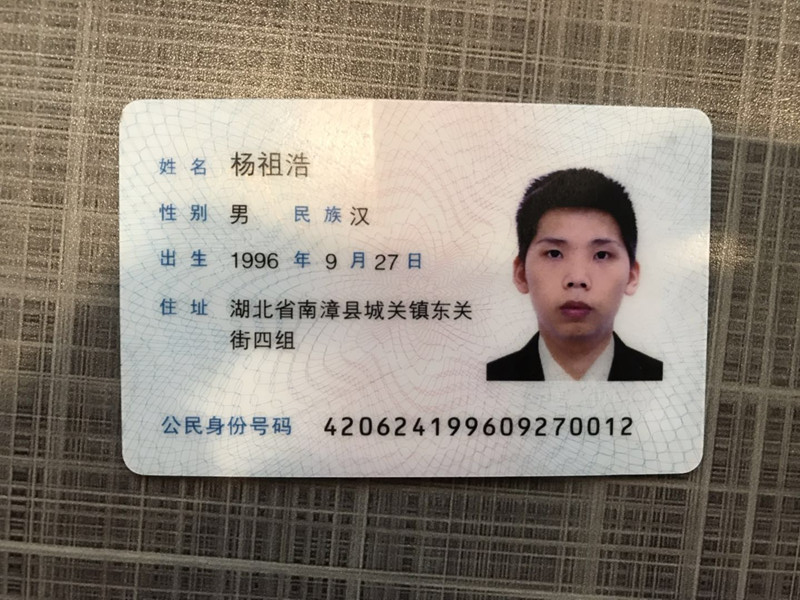 姓名 杨祖浩
性别 男 民族 汉
出生 1996 年 9 月 27 日
住址 湖北省南漳县城关镇东关
街四组
公民身份号码 420624199609270012